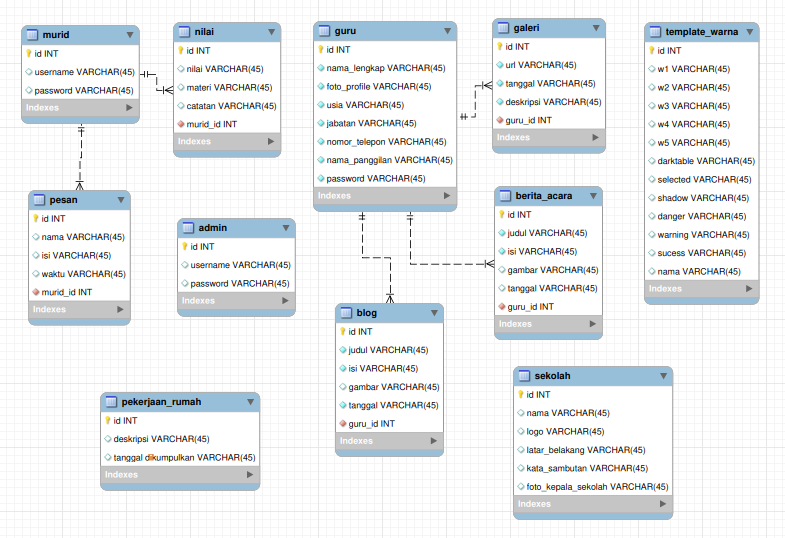 murid
id INT
username VARCHAR(45)
password VARCHAR(45)
Indexes
nilai
id INT
nilai VARCHAR(45)
materi VARCHAR(45)
catatan VARCHAR(45)
murid_id INT
Indexes
guru
id INT
nama_lengkap VARCHAR(45)
foto_profile VARCHAR(45)
usia VARCHAR(45)
jabatan VARCHAR(45)
nomor_telepon VARCHAR(45)
nama_panggilan VARCHAR(45)
password VARCHAR(45)
Indexes
galeri
id INT
url VARCHAR(45)
tanggal VARCHAR(45)
deskripsi VARCHAR(45)
guru_id INT
Indexes
template_warna
id INT
w1 VARCHAR(45)
w2 VARCHAR(45)
w3 VARCHAR(45)
w4 VARCHAR(45)
w5 VARCHAR(45)
darktable VARCHAR(45)
selected VARCHAR(45)
shadow VARCHAR(45)
danger VARCHAR(45)
warning VARCHAR(45)
sucess VARCHAR(45)
nama VARCHAR(45)
Indexes
pesan
id INT
nama VARCHAR(45)
isi VARCHAR(45)
waktu VARCHAR(45)
murid_id INT
Indexes
admin
id INT
username VARCHAR(45)
password VARCHAR(45)
Indexes
berita_acara
id INT
judul VARCHAR(45)
isi VARCHAR(45)
gambar VARCHAR(45)
tanggal VARCHAR(45)
guru_id INT
Indexes
blog
id INT
judul VARCHAR(45)
isi VARCHAR(45)
gambar VARCHAR(45)
tanggal VARCHAR(45)
guru_id INT
Indexes
pekerjaan_rumah
id INT
deskripsi VARCHAR(45)
tanggal dikumpulkan VARCHAR(45)
Indexes
sekolah
id INT
nama VARCHAR(45)
logo VARCHAR(45)
latar_belakang VARCHAR(45)
kata_sambutan VARCHAR(45)
foto_kepala_sekolah VARCHAR(45)
Indexes